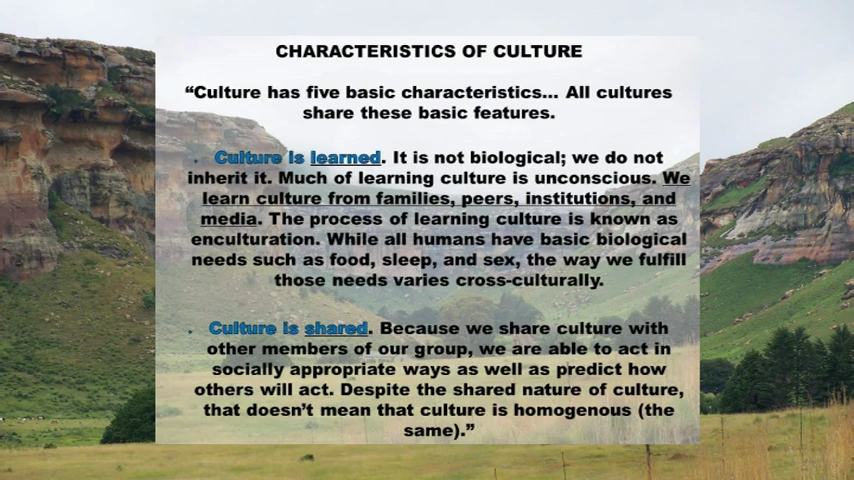 CHARACTERISTICS OF CULTURE
“Culture has five basic characteristics... All cultures
share these basic features.
. Culture is learned. It is not biological; we do not
inherit it. Much of learning culture is unconscious. We
learn culture from families, peers, institutions, and
media. The process of learning culture is known as
enculturation. While all humans have basic biological
needs such as food, sleep, and sex, the way we fulfill
those needs varies cross-culturally.
. Culture is shared. Because we share culture with
other members of our group, we are able to act in
socially appropriate ways as well as predict how
others will act. Despite the shared nature of culture,
that doesn’t mean that culture is homogenous (the
same).”